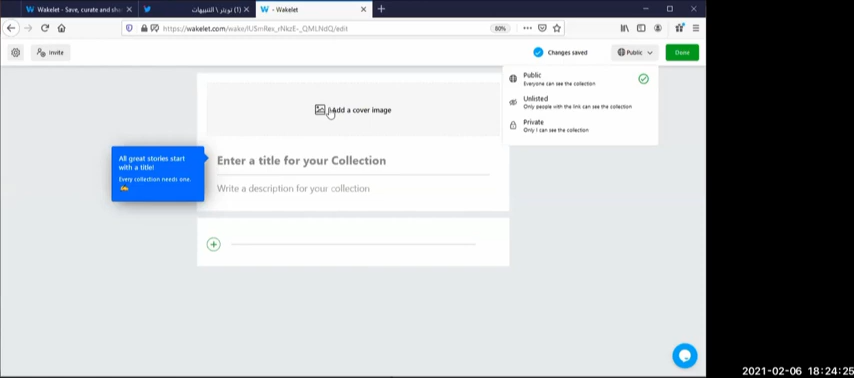 Wakelet - Save, curate and sha
(1) تويتر \ التنبيهات
- Wakelet
https://wakelet.com/wake/IUSmRex_rNkzE-_QMLNdQ/edit
80%
Invite
Changes saved
Public
Done
Public
Everyone can see the collection
Unlisted
Only people with the link can see the collection
Private
Only I can see the collection
Add a cover image
All great stories start
with a title!
Every collection needs one.
Enter a title for your Collection
Write a description for your collection
2021-02-06 18:24:25